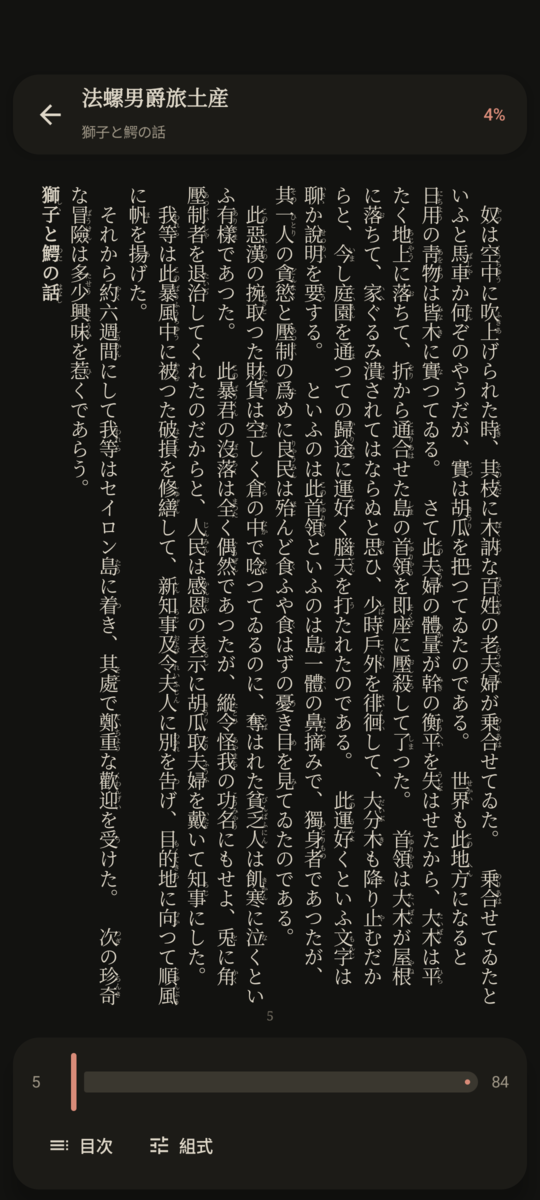 法螺男爵旅土産
獅子と鰐の話
4%
奴は空中に吹上げられた時、其枝に木訥な百姓の老夫婦が乗合せてゐた。　乗合せてゐたと
いふと馬車か何ぞのやうだが、實は胡瓜を把つてゐたのである。　世界も此地方になると
日用の靑物は皆木に實つてゐる。　さて此夫婦の體量が幹の衡平を失はせたから、大木は平
たく地上に落ちて、折から通合せた島の首領を即座に壓殺して了つた。　首領は大木が屋根
に落ちて、家ぐるみ潰されてはならぬと思ひ、少時戶外を徘徊して、大分木も降り止むだか
らと、今し庭園を通つての歸途に運好く腦天を打たれたのである。　此運好くといふ文字は
聊か說明を要する。　といふのは此首領といふのは島一體の鼻摘みで、獨身者であつたが、
其一人の貪慾と壓制の爲めに良民は殆んど食ふや食はずの憂き目を見てゐたのである。
此惡漢の掠取つた財貨は空しく倉の中で唸つてゐるのに、奪はれた貧乏人は飢寒に泣くとい
ふ有樣であつた。　此暴君の沒落は全く偶然であつたが、縱令怪我の功名にもせよ、兎に角
壓制者を退治してくれたのだからと、人民は感恩の表示に胡瓜取夫婦を戴いて知事にした。
我等は此暴風中に被つた破損を修繕して、新知事及令夫人に別を吿げ、目的地に向つて順風
に帆を揚げた。
それから約六週間にして我等はセイロン島に着き、其處で鄭重な歡迎を受けた。　次の珍奇
な冒險は多少興味を惹くであらう。
獅子と鰐の話
5
5
84
目次
組式